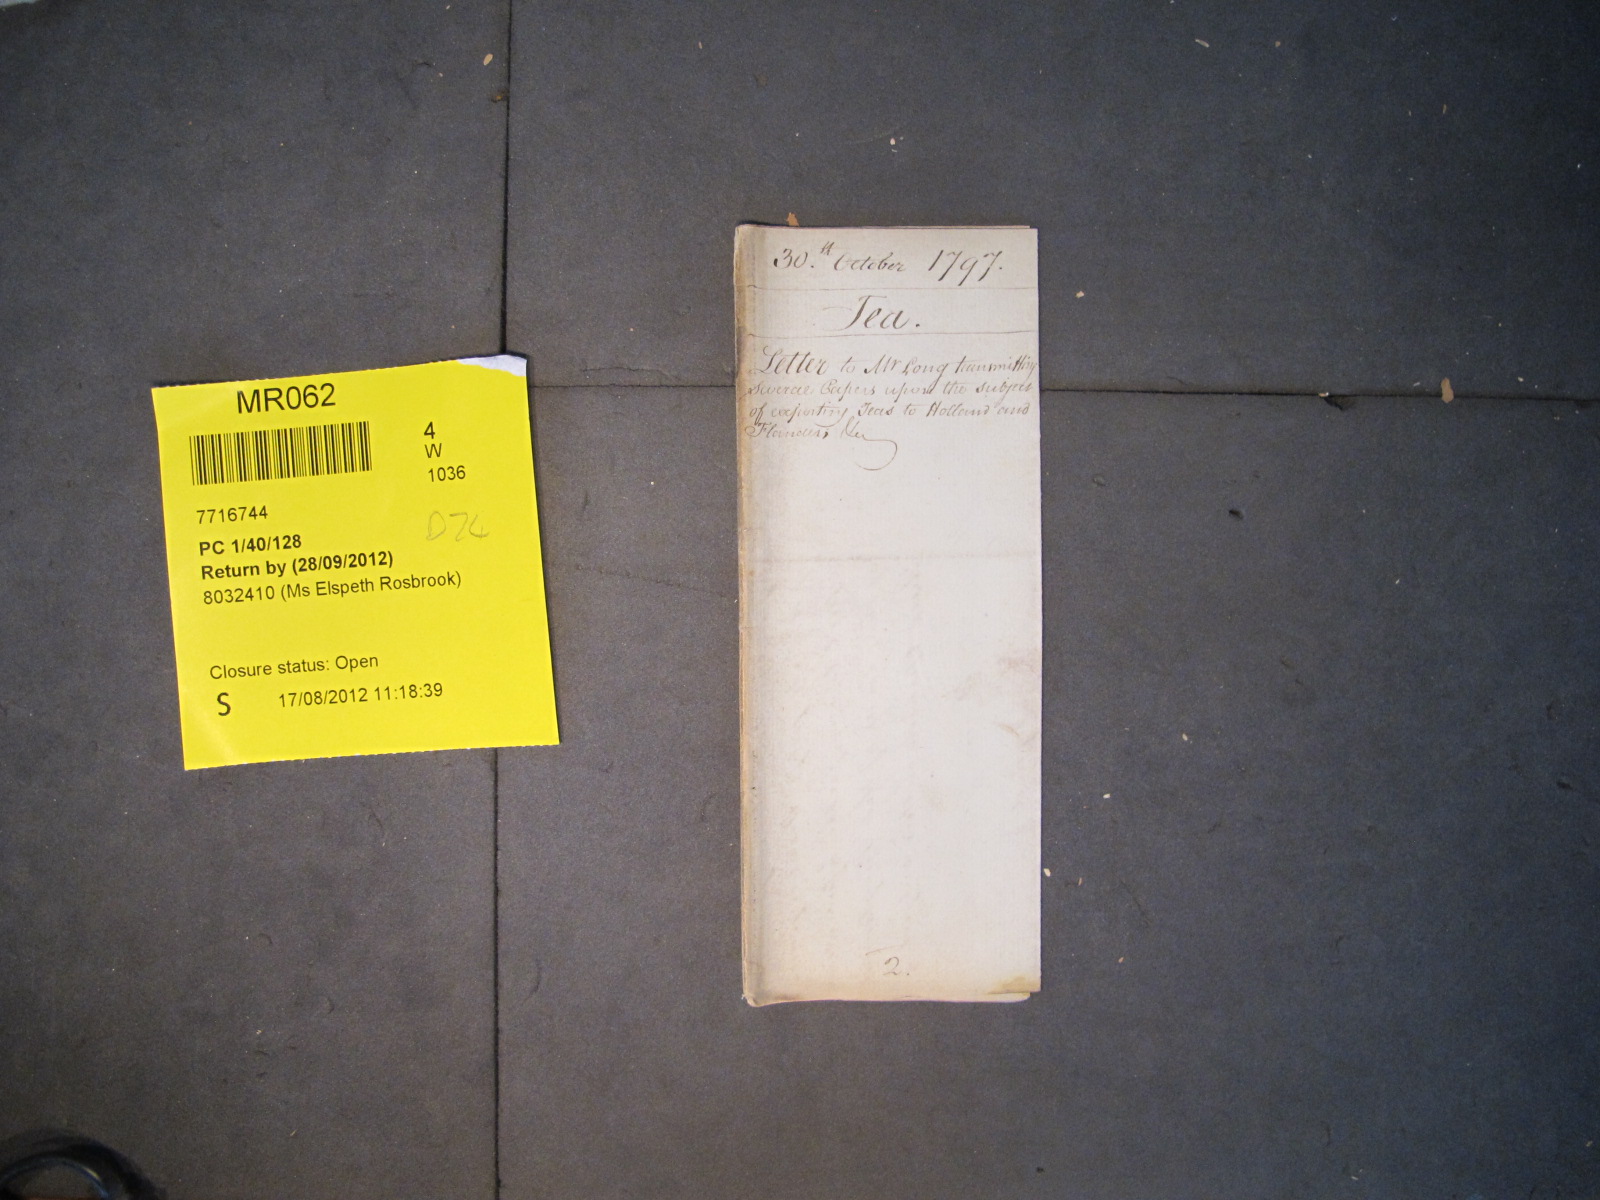 MR062
4
W
1036
7716744
D74
PC 1/40/128
Return by (28/09/2012)
8032410 (Ms Elspeth Rosbrook)
Closure status: Open
S 17/08/2012 11:18:39
30.th October 1797.
Tea.
Letter to Mr Long transmitting
several Papers upon the subject
of exporting Teas to Holland and
Flanders &c
2.